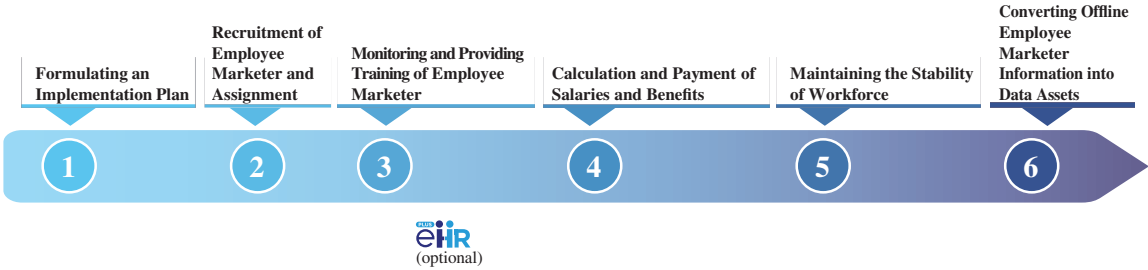 Formulating an
Implementation Plan
Recruitment of
Employee
Marketer and
Assignment
Monitoring and Providing
Training of Employee
Marketer
Calculation and Payment of
Salaries and Benefits
Maintaining the Stability
of Workforce
Converting Offline
Employee
Marketer
Information into
Data Assets
1
2
3
4
5
6
PLUS
eHR
(optional)